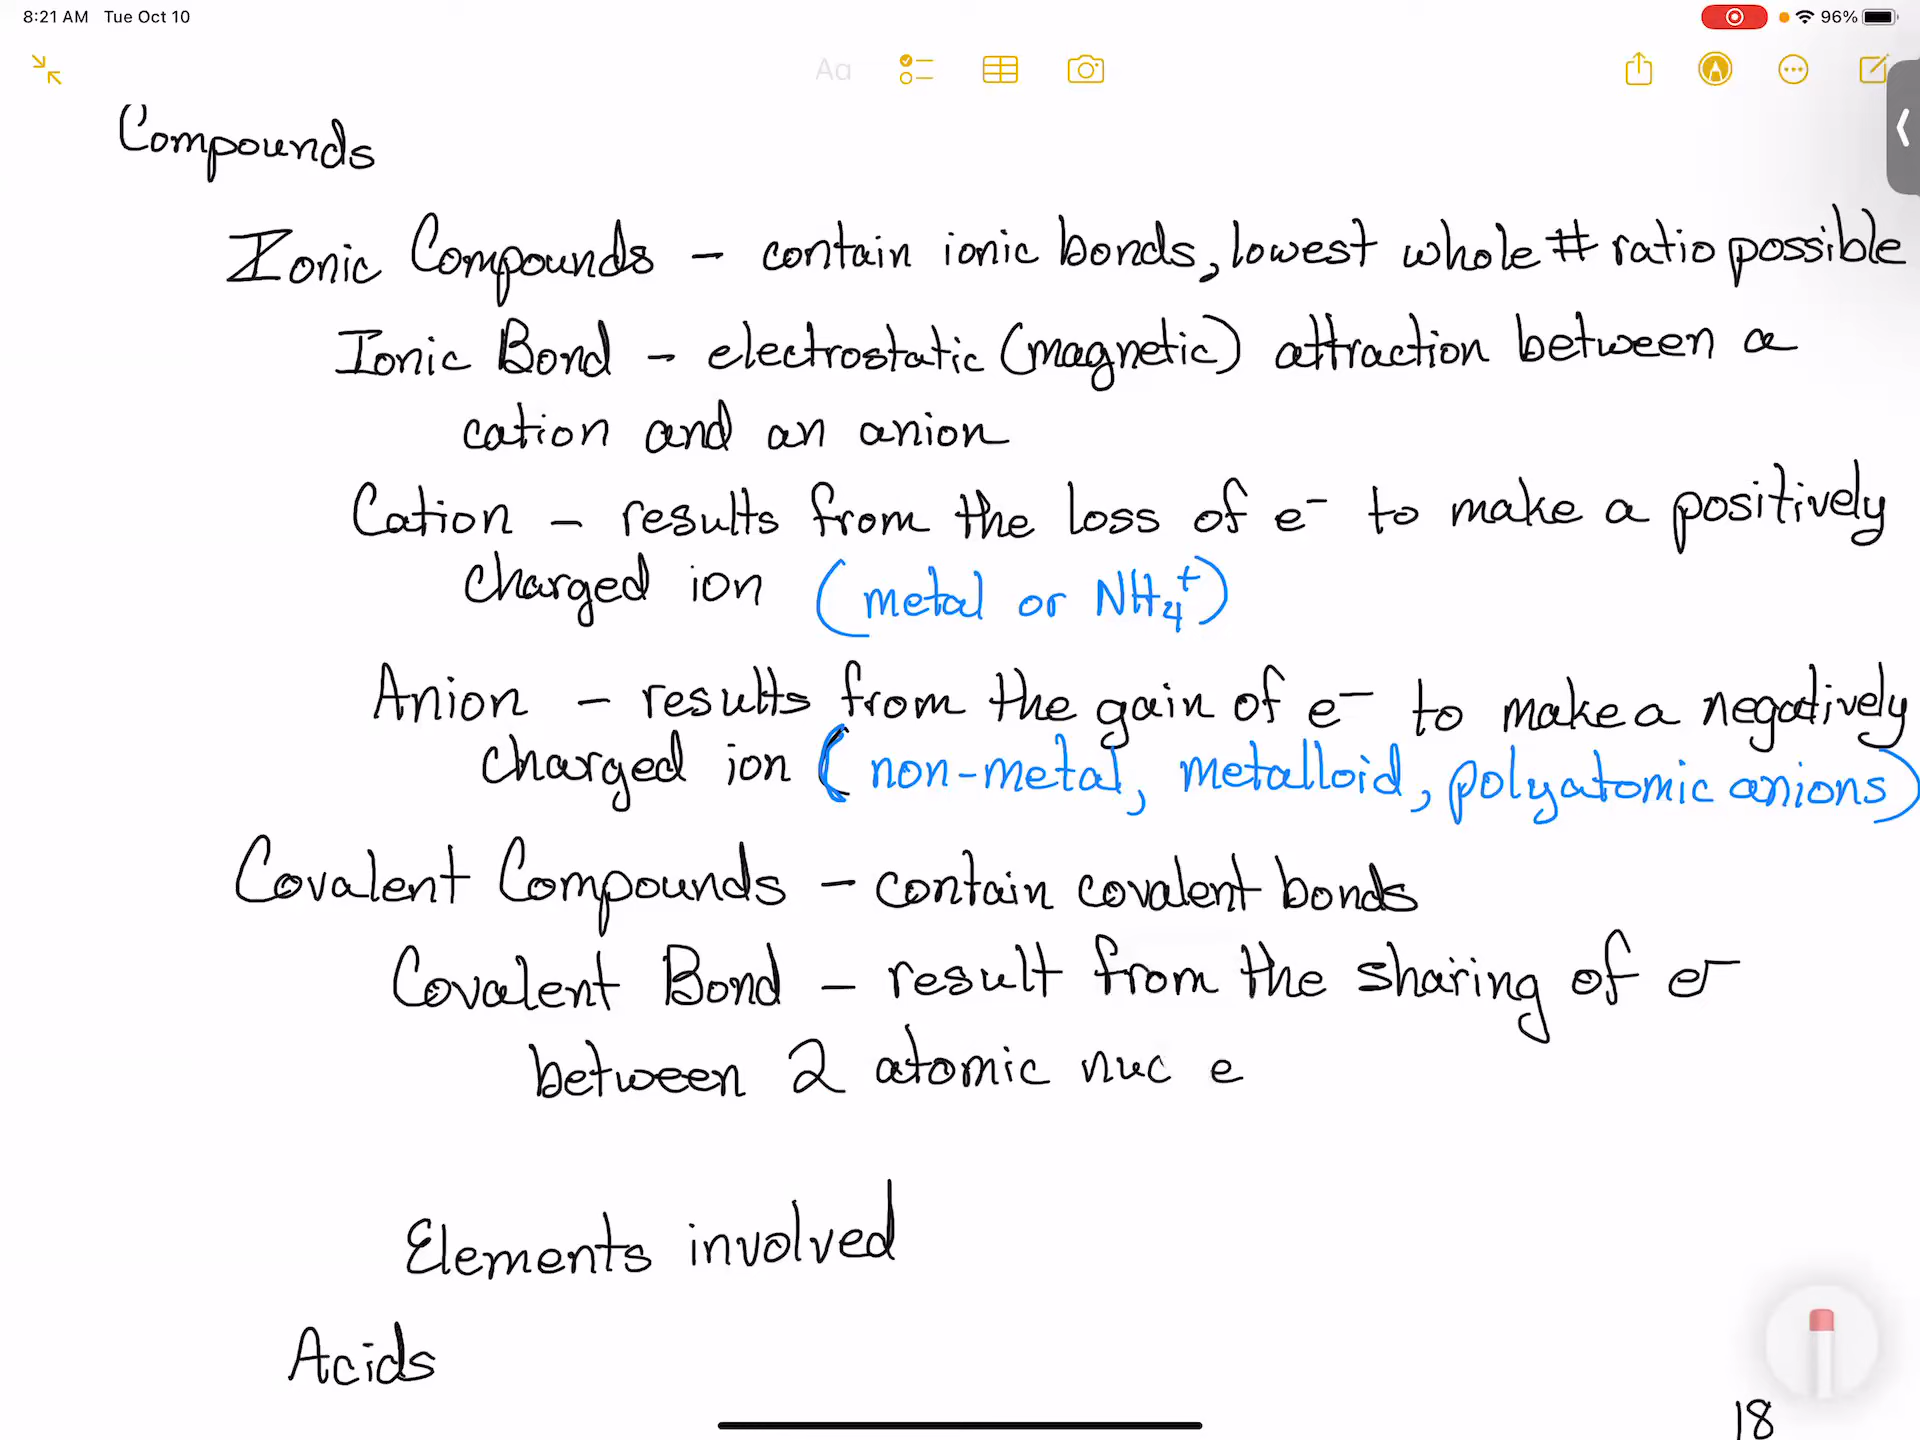 8:21 AM Tue Oct 10
96%
Aa
Compounds
Ionic Compounds - contain ionic bonds, lowest whole # ratio possible
Ionic Bond - electrostatic (magnetic) attraction between a
cation and an anion
Cation - results from the loss of e⁻ to make a positively
charged ion (metal or NH₄⁺)
Anion - results from the gain of e⁻ to make a negatively
charged ion (non-metal, metalloid, polyatomic anions)
Covalent Compounds - contain covalent bonds
Covalent Bond - result from the sharing of e⁻
between 2 atomic nuc e
Elements involved
Acids
18